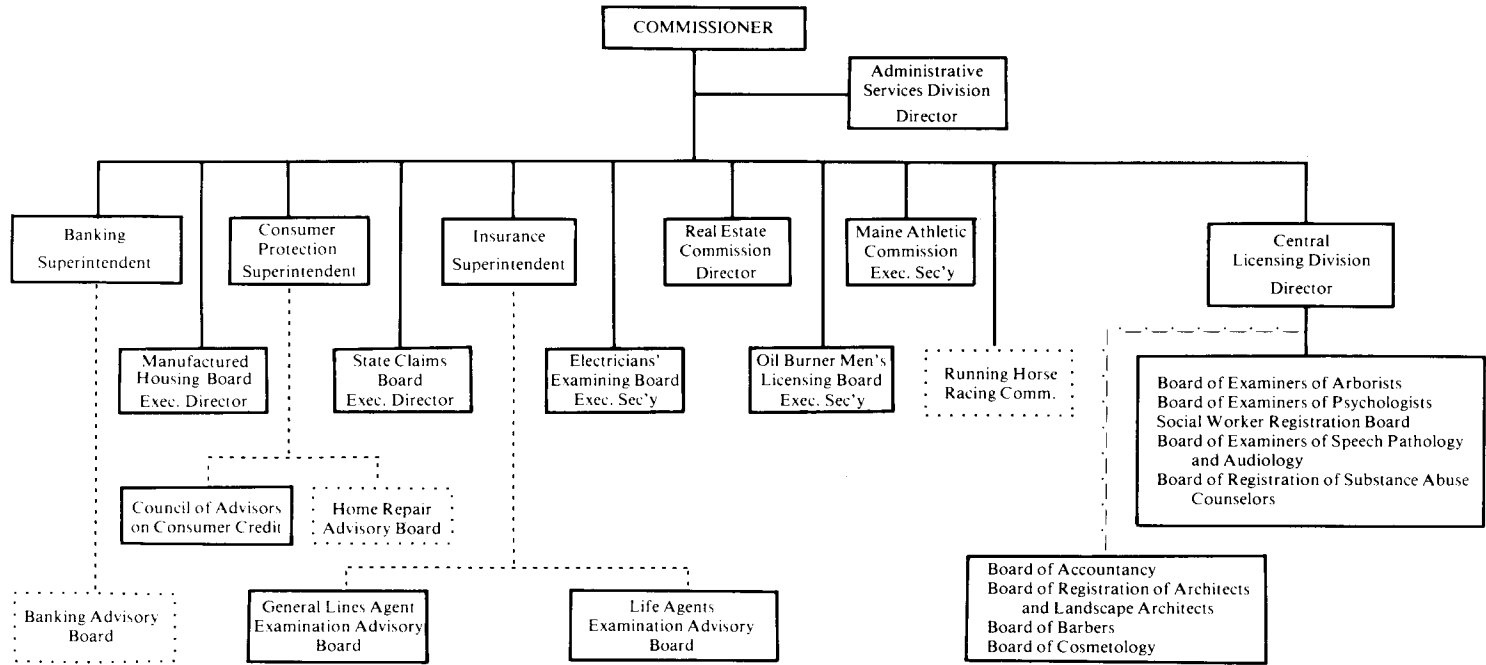 COMMISSIONER
Administrative
Services Division
Director
Banking
Superintendent
Consumer
Protection
Superintendent
Insurance
Superintendent
Real Estate
Commission
Director
Maine Athletic
Commission
Exec. Sec'y
Central
Licensing Division
Director
Manufactured
Housing Board
Exec. Director
State Claims
Board
Exec. Director
Electricians'
Examining Board
Exec. Sec'y
Oil Burner Men's
Licensing Board
Exec. Sec'y
Running Horse
Racing Comm.
Board of Examiners of Arborists
Board of Examiners of Psychologists
Social Worker Registration Board
Board of Examiners of Speech Pathology
and Audiology
Board of Registration of Substance Abuse
Counselors
Council of Advisors
on Consumer Credit
Home Repair
Advisory Board
Banking Advisory
Board
General Lines Agent
Examination Advisory
Board
Life Agents
Examination Advisory
Board
Board of Accountancy
Board of Registration of Architects
and Landscape Architects
Board of Barbers
Board of Cosmetology